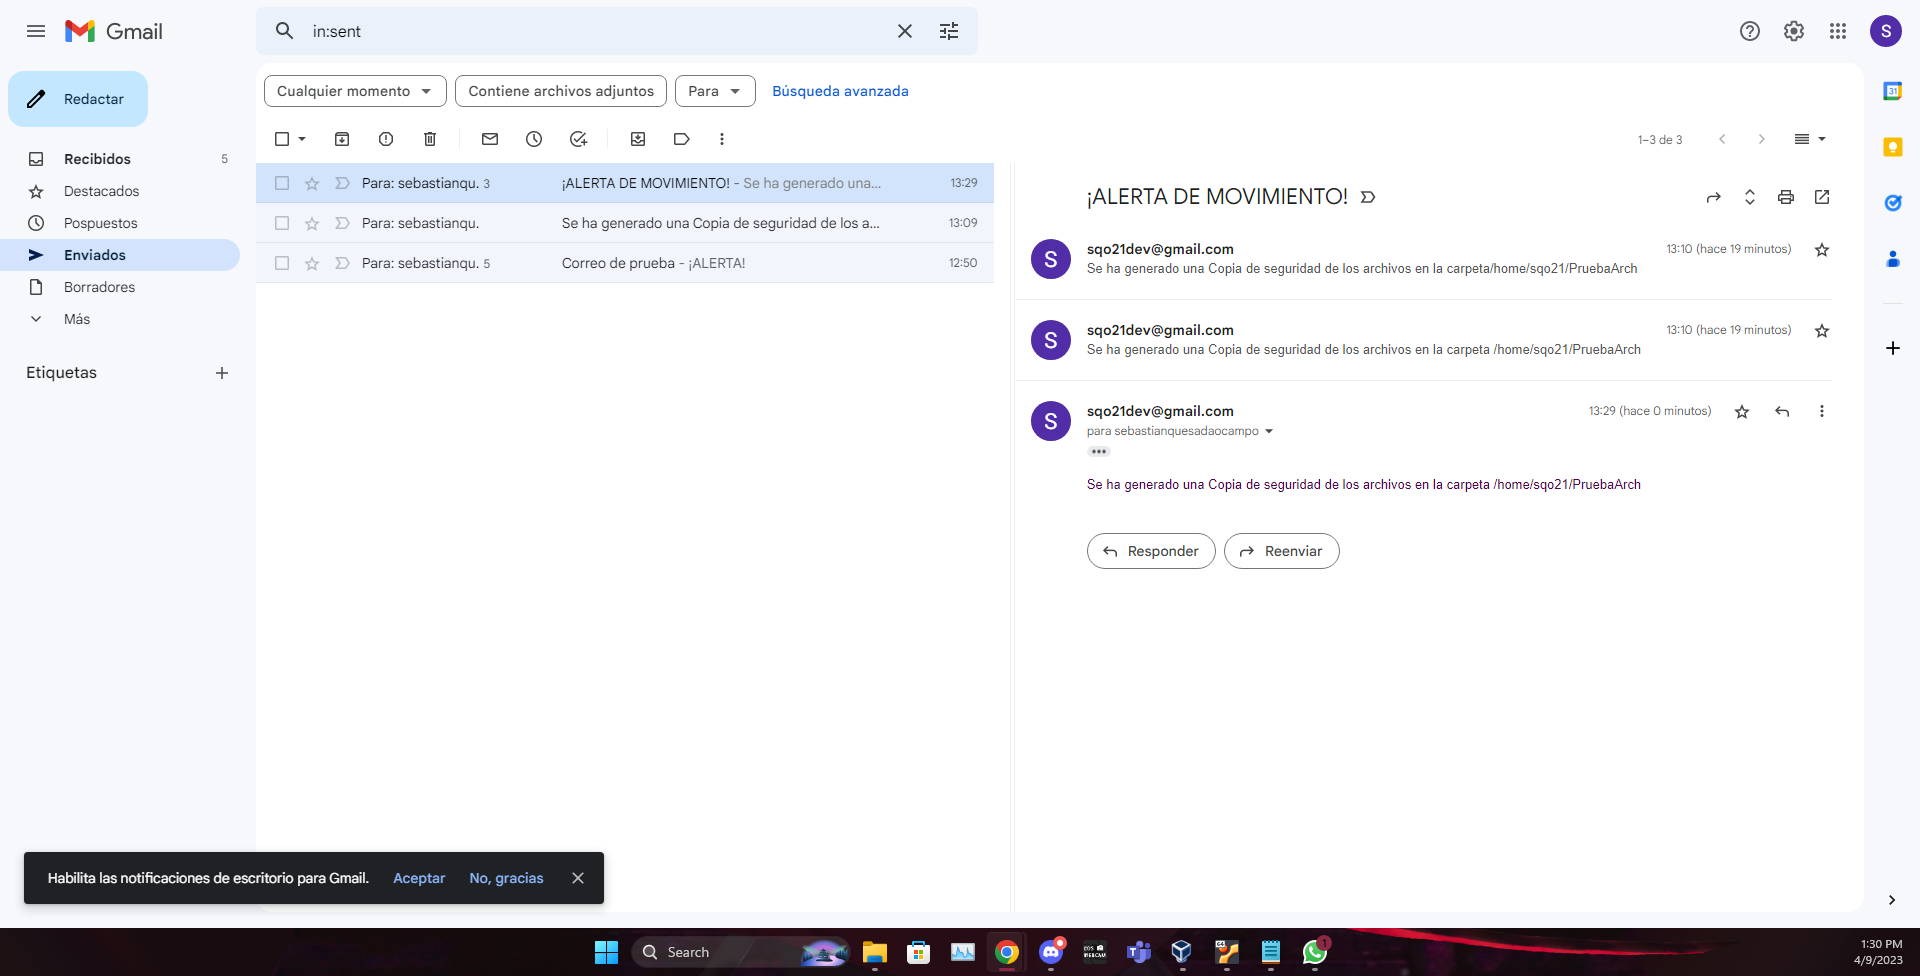 Gmail
in:sent
S
Redactar
Cualquier momento
Contiene archivos adjuntos
Para
Búsqueda avanzada
31
1–3 de 3
Recibidos 5
Destacados
Pospuestos
Enviados
Borradores
Más
Etiquetas
Para: sebastianqu. 3 ¡ALERTA DE MOVIMIENTO! - Se ha generado una... 13:29
Para: sebastianqu. Se ha generado una Copia de seguridad de los a... 13:09
Para: sebastianqu. 5 Correo de prueba - ¡ALERTA! 12:50
¡ALERTA DE MOVIMIENTO!
S
sqo21dev@gmail.com 13:10 (hace 19 minutos)
Se ha generado una Copia de seguridad de los archivos en la carpeta/home/sqo21/PruebaArch
S
sqo21dev@gmail.com 13:10 (hace 19 minutos)
Se ha generado una Copia de seguridad de los archivos en la carpeta /home/sqo21/PruebaArch
S
sqo21dev@gmail.com 13:29 (hace 0 minutos)
para sebastianquesadaocampo
Se ha generado una Copia de seguridad de los archivos en la carpeta /home/sqo21/PruebaArch
Responder
Reenviar
Habilita las notificaciones de escritorio para Gmail. Aceptar No, gracias
Search
WEBCAM
64
1
1:30 PM
4/9/2023